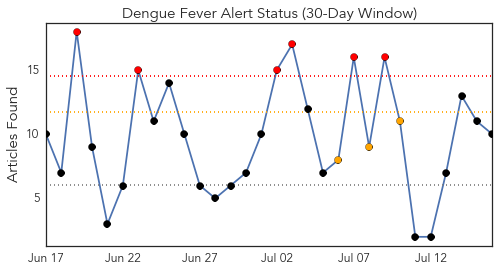 Dengue Fever Alert Status (30-Day Window)
Articles Found
15
10
5
Jun 17 Jun 22 Jun 27 Jul 02 Jul 07 Jul 12